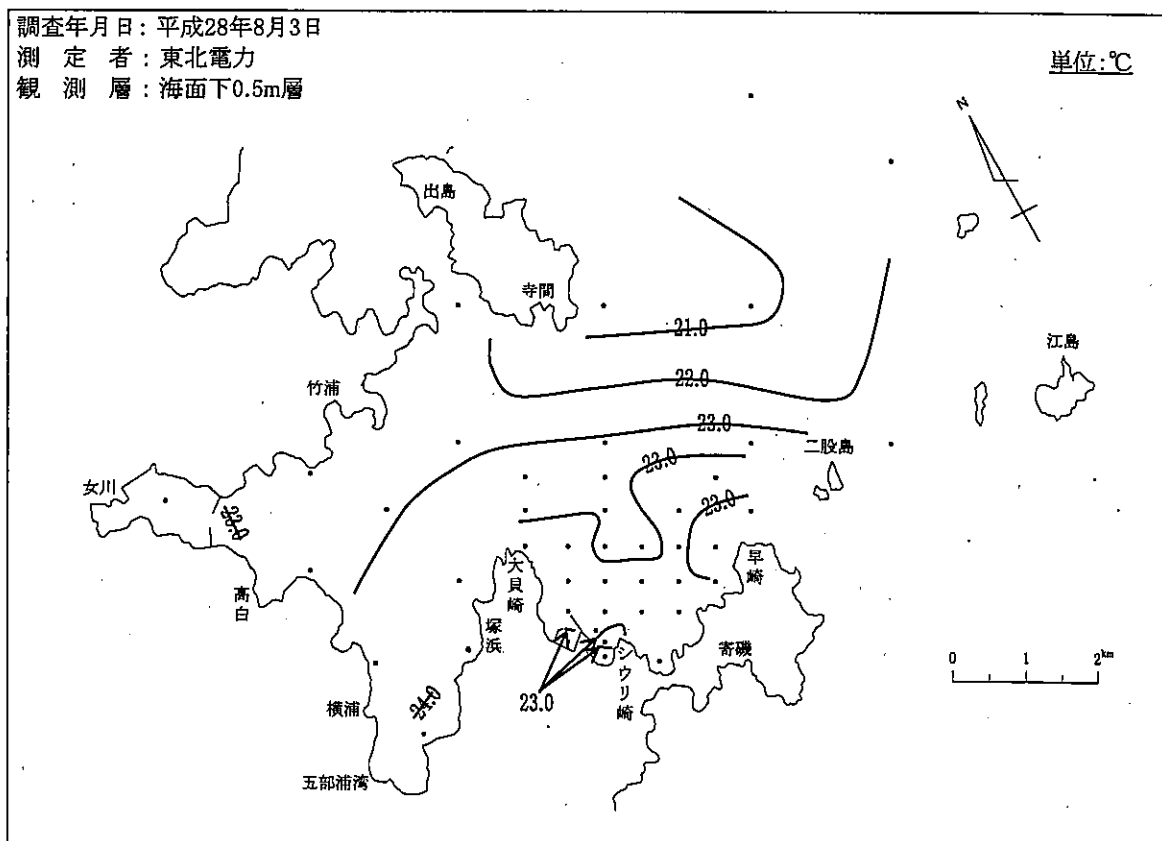 調査年月日：平成28年8月3日
測　定　者：東北電力
観　測　層：海面下0.5m層
単位:℃
N
出島
寺間
21.0
江島
竹浦
22.0
23.0
二股島
23.0
女川
23.0
早崎
大貝崎
高白
塚浜
寄磯
シウリ崎
0 1 2km
24.0
23.0
横浦
五部浦湾